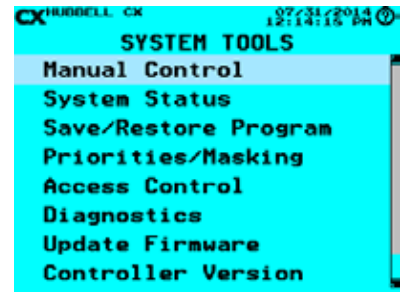 CX HUBBELL CX
07/31/2014
12:14:15 PM ?
SYSTEM TOOLS
Manual Control
System Status
Save/Restore Program
Priorities/Masking
Access Control
Diagnostics
Update Firmware
Controller Version